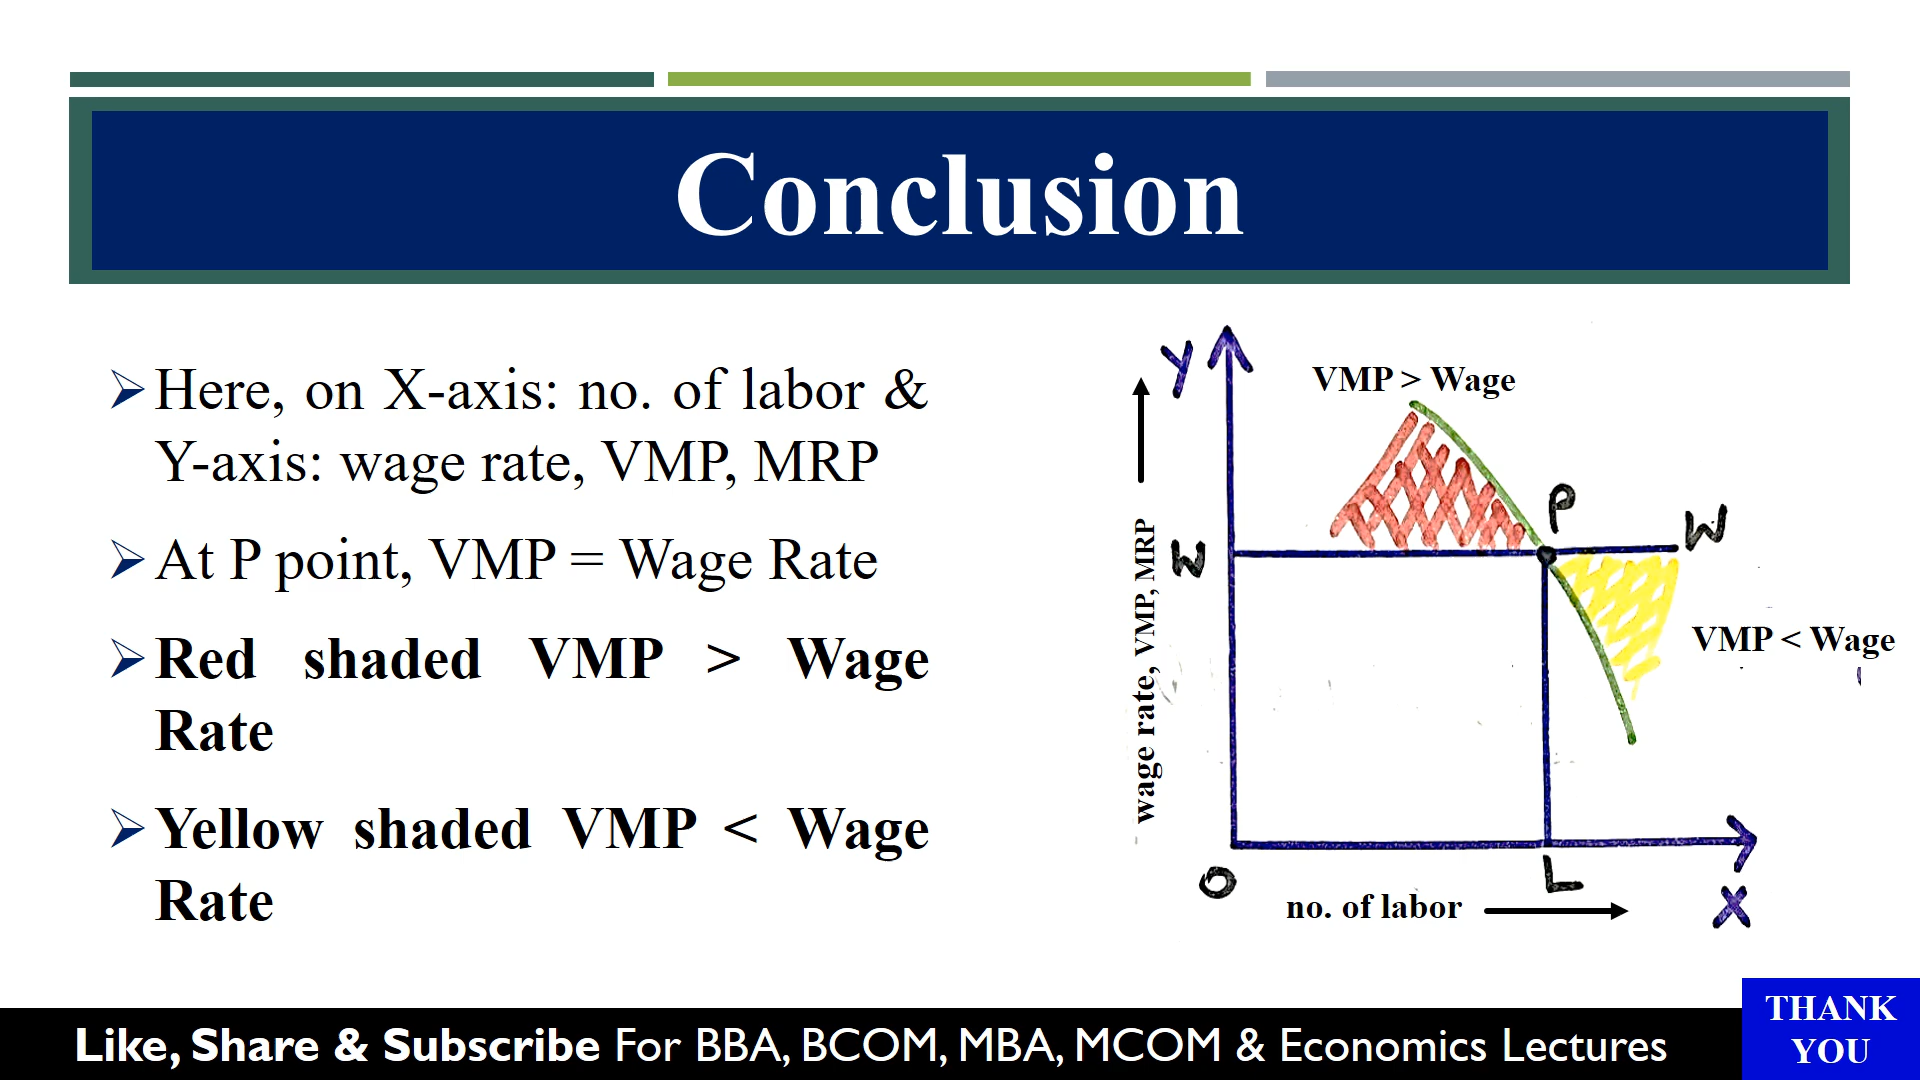 Conclusion
Here, on X-axis: no. of labor &
Y-axis: wage rate, VMP, MRP
At P point, VMP = Wage Rate
Red shaded VMP > Wage
Rate
Yellow shaded VMP < Wage
Rate
Y
VMP > Wage
P
W
W
wage rate, VMP, MRP
VMP < Wage
O
L
X
no. of labor
THANK
YOU
Like, Share & Subscribe For BBA, BCOM, MBA, MCOM & Economics Lectures